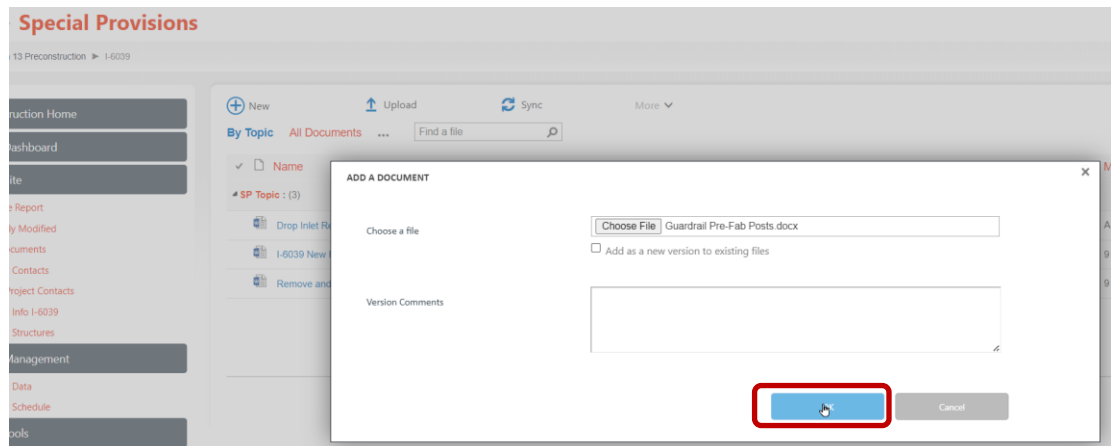 Special Provisions
13 Preconstruction ▶ I-6039
ruction Home
Dashboard
ite
e Report
ly Modified
cuments
Contacts
Project Contacts
Info I-6039
Structures
Management
Data
Schedule
ools
New
Upload
Sync
More
By Topic All Documents ... Find a file
Name
SP Topic : (3)
Drop Inlet Re
I-6039 New
Remove and
ADD A DOCUMENT
Choose a file
Choose File Guardrail Pre-Fab Posts.docx
Add as a new version to existing files
Version Comments
Cancel
M
A
9
9